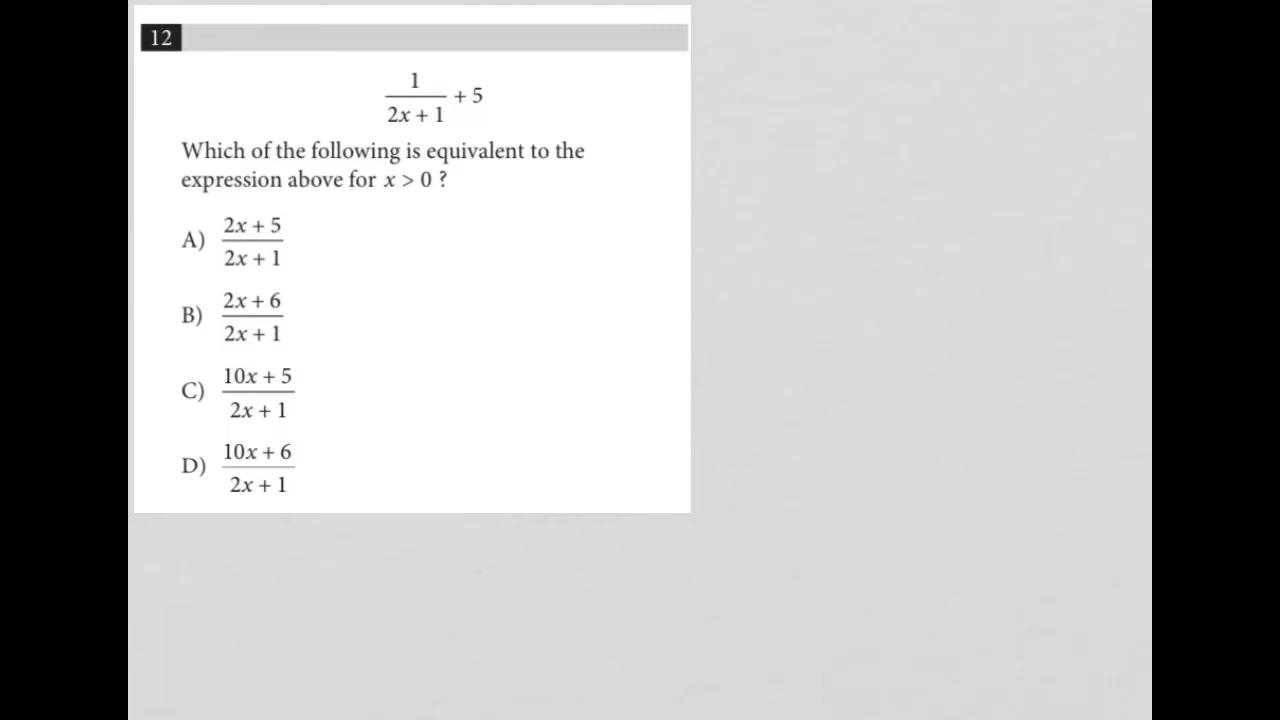 12
1
+ 5
2x + 1
Which of the following is equivalent to the
expression above for x > 0 ?
2x + 5
A)
2x + 1
2x + 6
B)
2x + 1
10x + 5
C)
2x + 1
10x + 6
D)
2x + 1